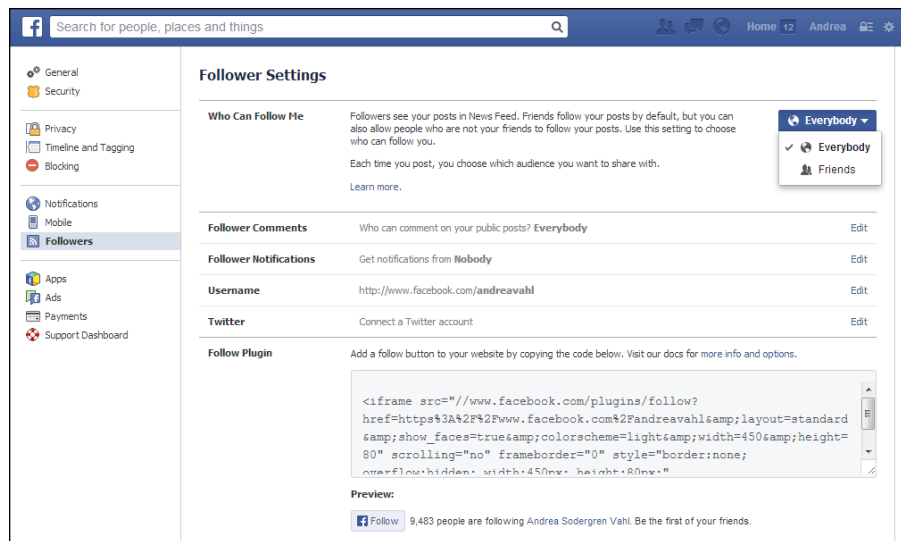 Search for people, places and things
Home 12 Andrea
General
Security
Privacy
Timeline and Tagging
Blocking
Notifications
Mobile
Followers
Apps
Ads
Payments
Support Dashboard
Follower Settings
Who Can Follow Me
Followers see your posts in News Feed. Friends follow your posts by default, but you can
also allow people who are not your friends to follow your posts. Use this setting to choose
who can follow you.
Each time you post, you choose which audience you want to share with.
Learn more.
Everybody
Everybody
Friends
Follower Comments Who can comment on your public posts? Everybody Edit
Follower Notifications Get notifications from Nobody Edit
Username http://www.facebook.com/andreavahl Edit
Twitter Connect a Twitter account Edit
Follow Plugin Add a follow button to your website by copying the code below. Visit our docs for more info and options.
<iframe src="//www.facebook.com/plugins/follow?
href=https%3A%2F%2Fwww.facebook.com%2Fandreavahl&amp;layout=standard
&amp;show_faces=true&amp;colorscheme=light&amp;width=450&amp;height=
80" scrolling="no" frameborder="0" style="border:none;
overflow:hidden; width:450px; height:80px;"
Preview:
Follow 9,483 people are following Andrea Sodergren Vahl. Be the first of your friends.